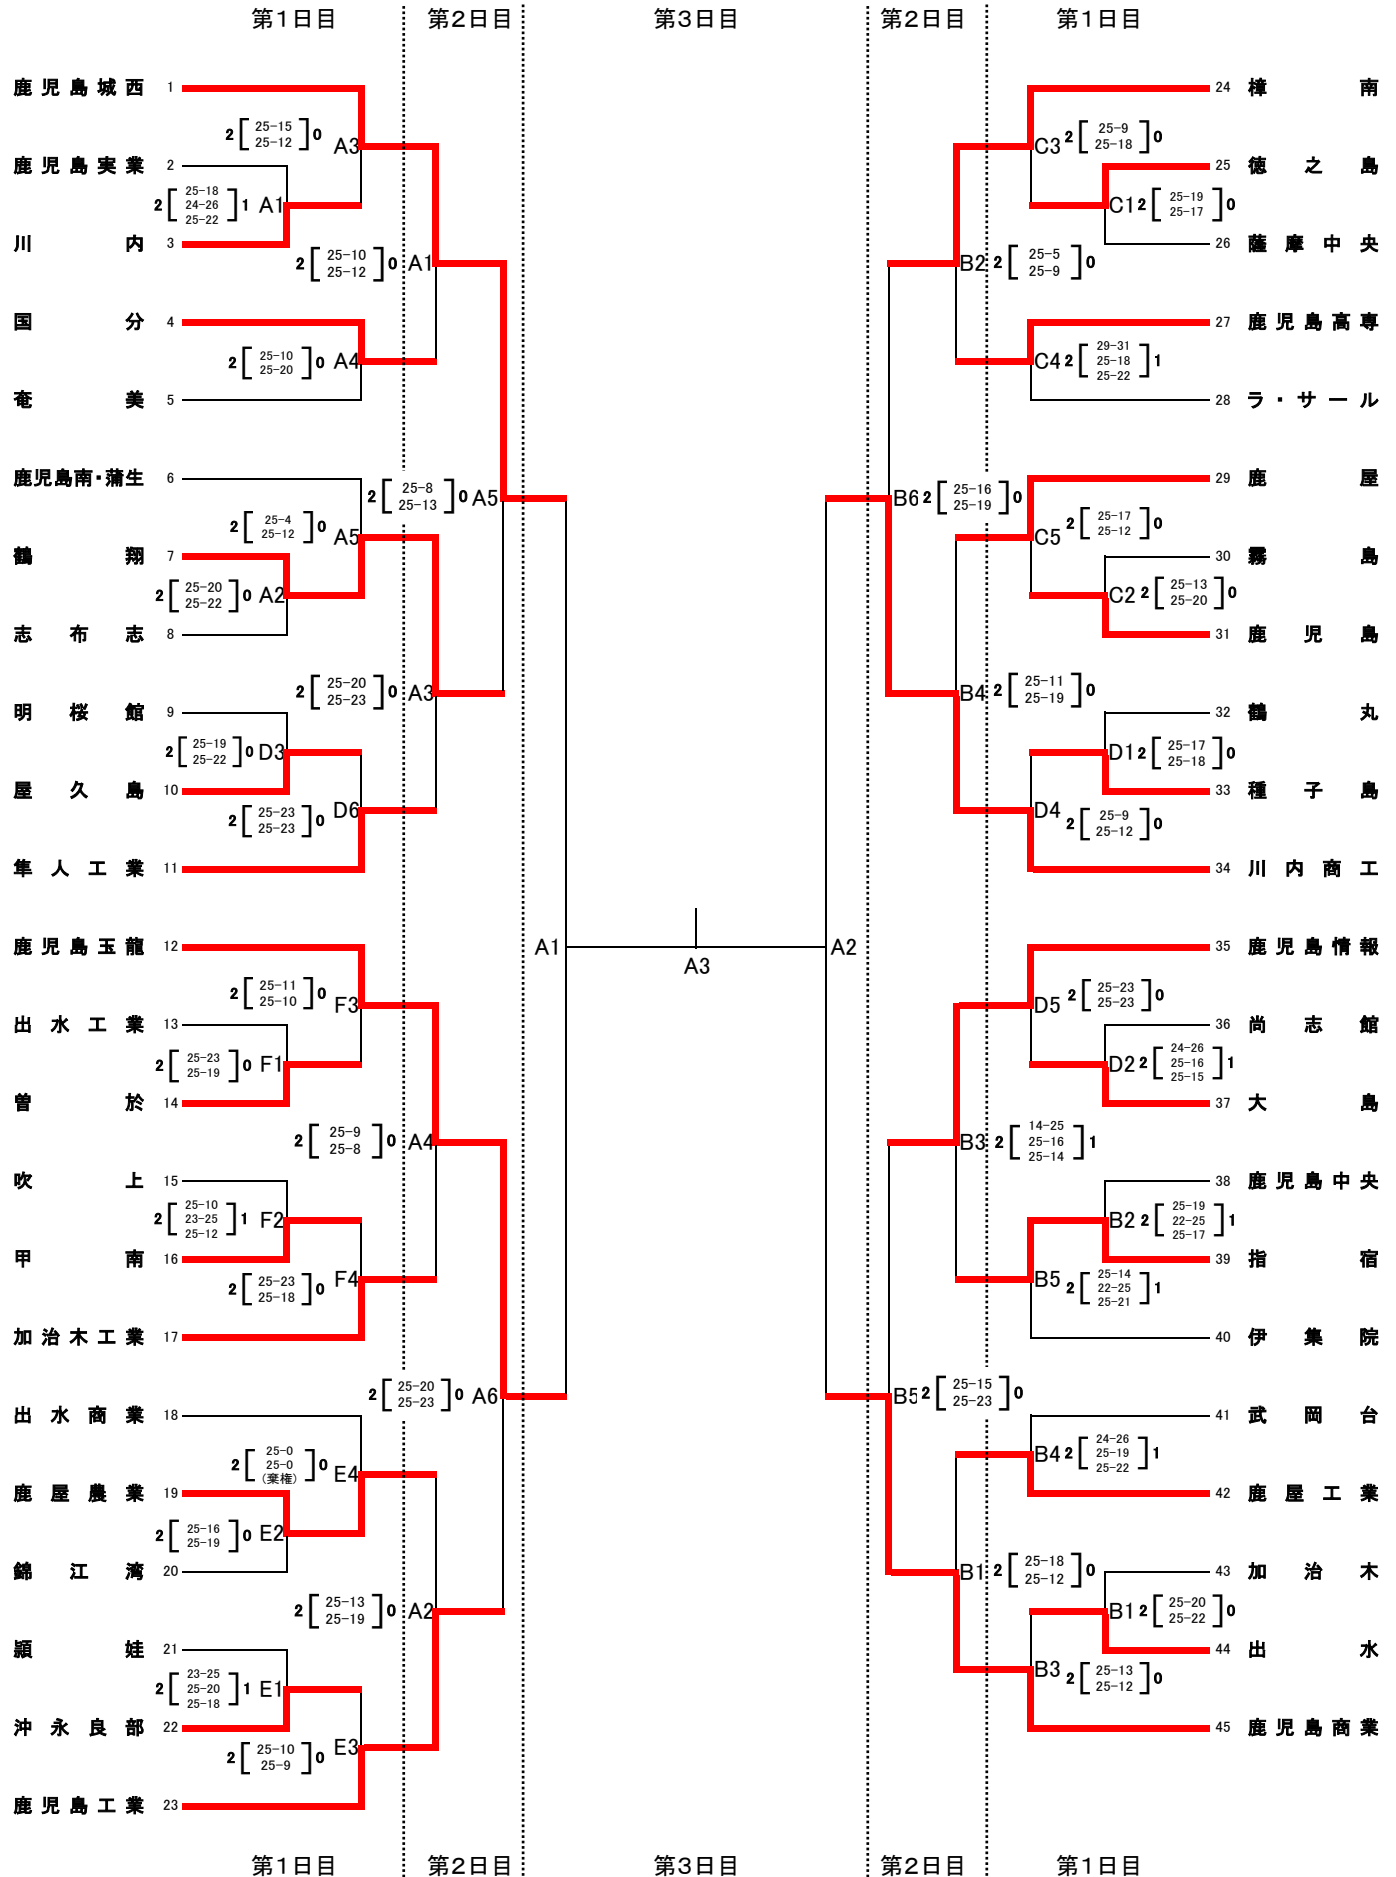 第1日目 第2日目 第3日目 第2日目 第1日目
鹿児島城西 1
2 [ 25-15 25-12 ] 0 A3
鹿児島実業 2
2 [ 25-18 24-26 25-22 ] 1 A1
川内 3
2 [ 25-10 25-12 ] 0 A1
国分 4
2 [ 25-10 25-20 ] 0 A4
奄美 5
鹿児島南・蒲生 6
2 [ 25-8 25-13 ] 0 A5
2 [ 25-4 25-12 ] 0 A5
鶴翔 7
2 [ 25-20 25-22 ] 0 A2
志布志 8
2 [ 25-20 25-23 ] 0 A3
明桜館 9
2 [ 25-19 25-22 ] 0 D3
屋久島 10
2 [ 25-23 25-23 ] 0 D6
隼人工業 11
鹿児島玉龍 12
2 [ 25-11 25-10 ] 0 F3
出水工業 13
2 [ 25-23 25-19 ] 0 F1
曽於 14
2 [ 25-9 25-8 ] 0 A4
吹上 15
2 [ 25-10 23-25 25-12 ] 1 F2
甲南 16
2 [ 25-23 25-18 ] 0 F4
加治木工業 17
2 [ 25-20 25-23 ] 0 A6
出水商業 18
2 [ 25-0 25-0 (棄権) ] 0 E4
鹿屋農業 19
2 [ 25-16 25-19 ] 0 E2
錦江湾 20
2 [ 25-13 25-19 ] 0 A2
頴娃 21
2 [ 23-25 25-20 25-18 ] 1 E1
沖永良部 22
2 [ 25-10 25-9 ] 0 E3
鹿児島工業 23
A1
A3
A2
24 樟南
C3 2 [ 25-9 25-18 ] 0
25 徳之島
C1 2 [ 25-19 25-17 ] 0
26 薩摩中央
B2 2 [ 25-5 25-9 ] 0
27 鹿児島高専
C4 2 [ 29-31 25-18 25-22 ] 1
28 ラ・サール
29 鹿屋
B6 2 [ 25-16 25-19 ] 0
C5 2 [ 25-17 25-12 ] 0
30 霧島
C2 2 [ 25-13 25-20 ] 0
31 鹿児島
B4 2 [ 25-11 25-19 ] 0
32 鶴丸
D1 2 [ 25-17 25-18 ] 0
33 種子島
D4 2 [ 25-9 25-12 ] 0
34 川内商工
35 鹿児島情報
D5 2 [ 25-23 25-23 ] 0
36 尚志館
D2 2 [ 24-26 25-16 25-15 ] 1
37 大島
B3 2 [ 14-25 25-16 25-14 ] 1
38 鹿児島中央
B2 2 [ 25-19 22-25 25-17 ] 1
39 指宿
B5 2 [ 25-14 22-25 25-21 ] 1
40 伊集院
B5 2 [ 25-15 25-23 ] 0
41 武岡台
B4 2 [ 24-26 25-19 25-22 ] 1
42 鹿屋工業
B1 2 [ 25-18 25-12 ] 0
43 加治木
B1 2 [ 25-20 25-22 ] 0
44 出水
B3 2 [ 25-13 25-12 ] 0
45 鹿児島商業
第1日目 第2日目 第3日目 第2日目 第1日目